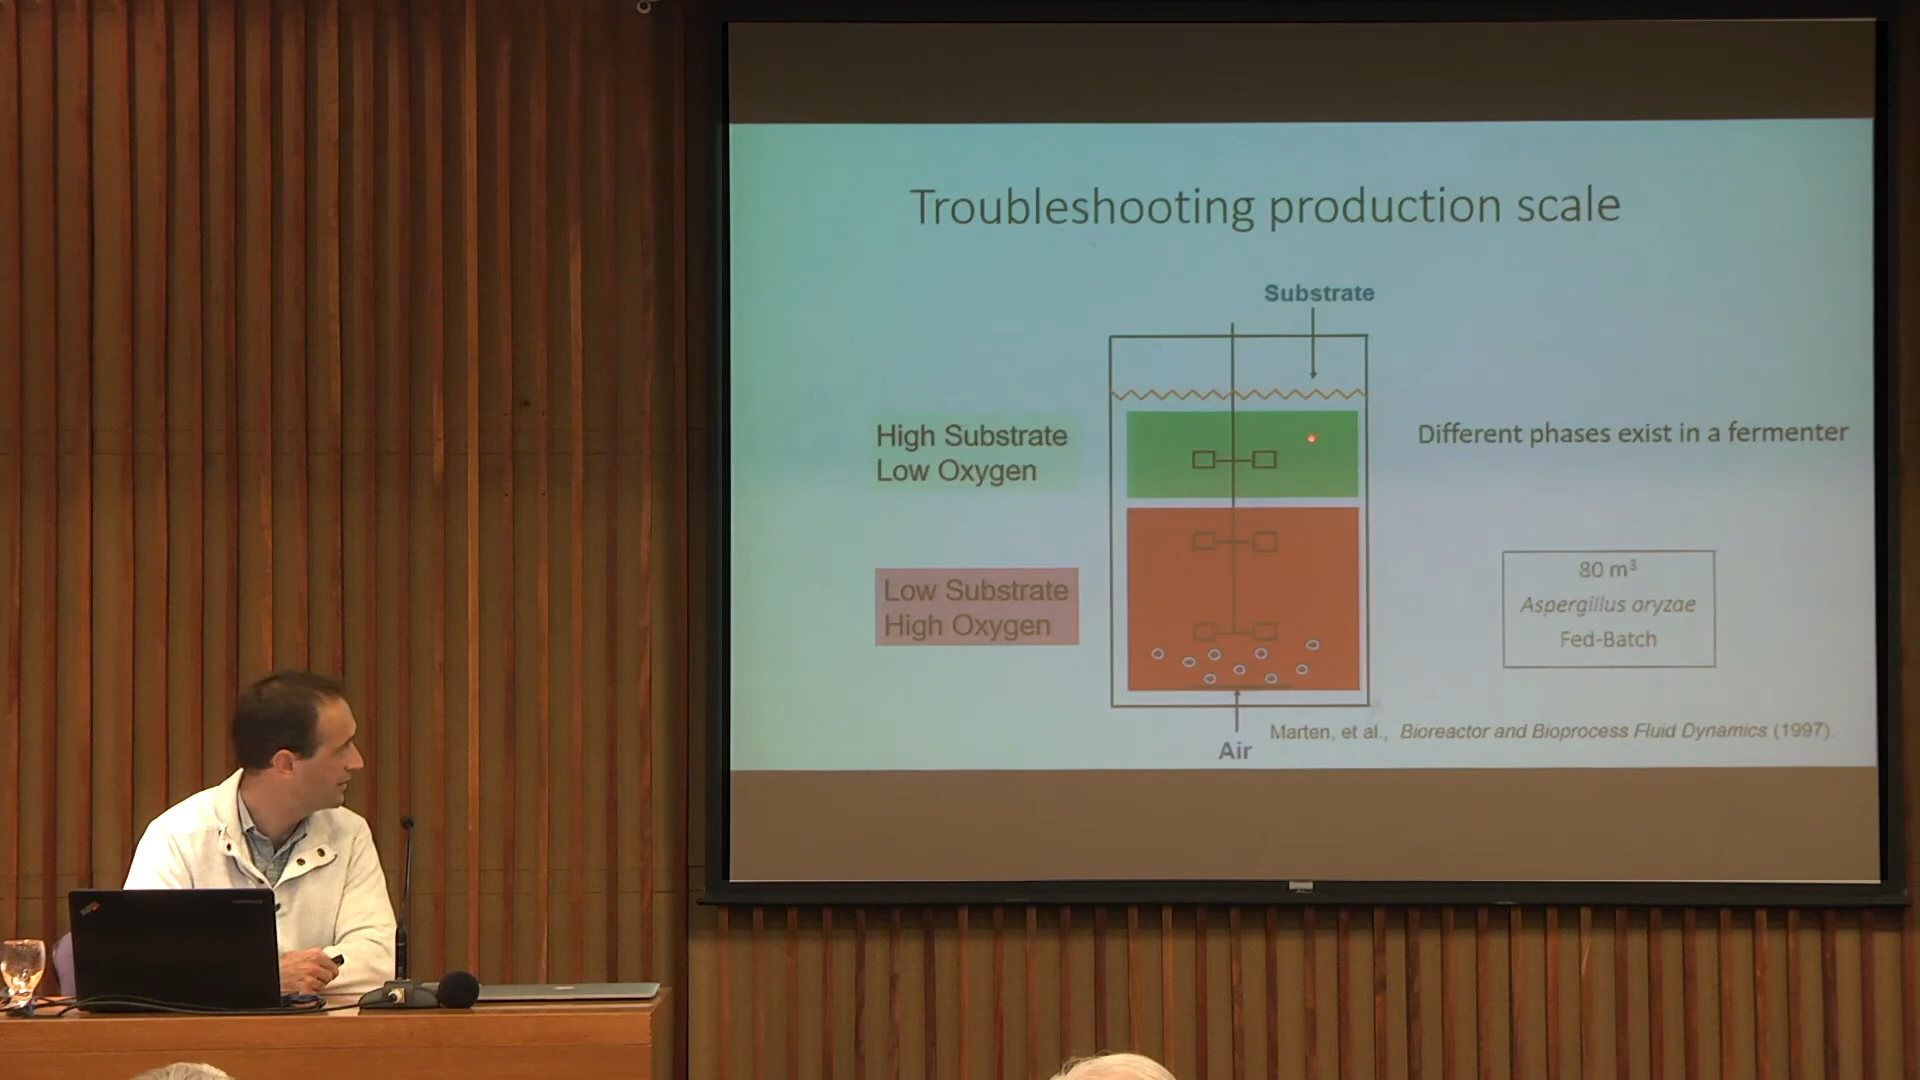 Troubleshooting production scale
Substrate
High Substrate
Low Oxygen
Different phases exist in a fermenter
Low Substrate
High Oxygen
80 m³
Aspergillus oryzae
Fed-Batch
Marten, et al., Bioreactor and Bioprocess Fluid Dynamics (1997).
Air